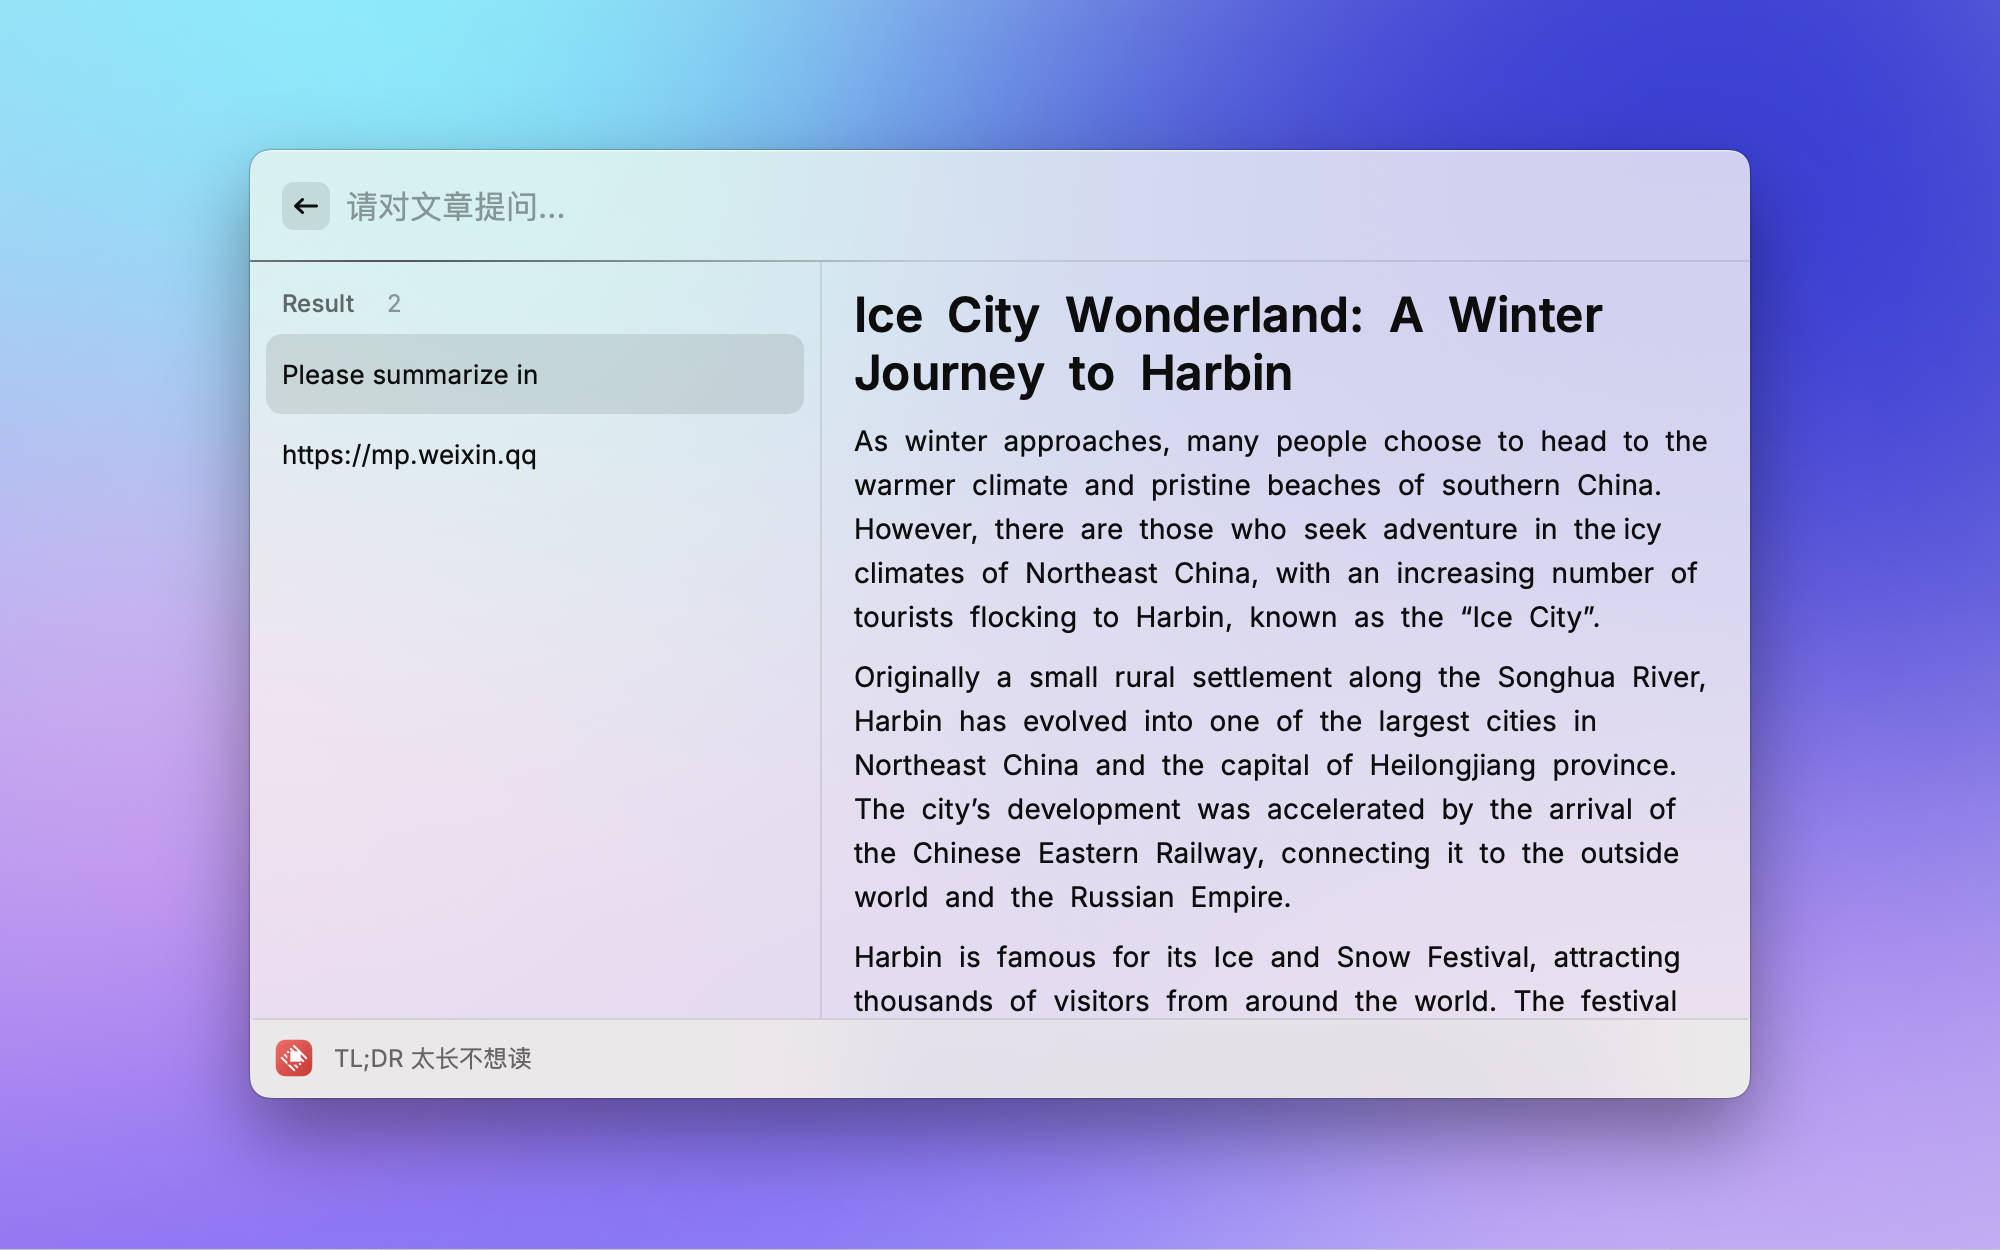 请对文章提问...
Result 2
Please summarize in
https://mp.weixin.qq
Ice City Wonderland: A Winter
Journey to Harbin
As winter approaches, many people choose to head to the
warmer climate and pristine beaches of southern China.
However, there are those who seek adventure in the icy
climates of Northeast China, with an increasing number of
tourists flocking to Harbin, known as the “Ice City”.
Originally a small rural settlement along the Songhua River,
Harbin has evolved into one of the largest cities in
Northeast China and the capital of Heilongjiang province.
The city’s development was accelerated by the arrival of
the Chinese Eastern Railway, connecting it to the outside
world and the Russian Empire.
Harbin is famous for its Ice and Snow Festival, attracting
thousands of visitors from around the world. The festival
TL;DR 太长不想读